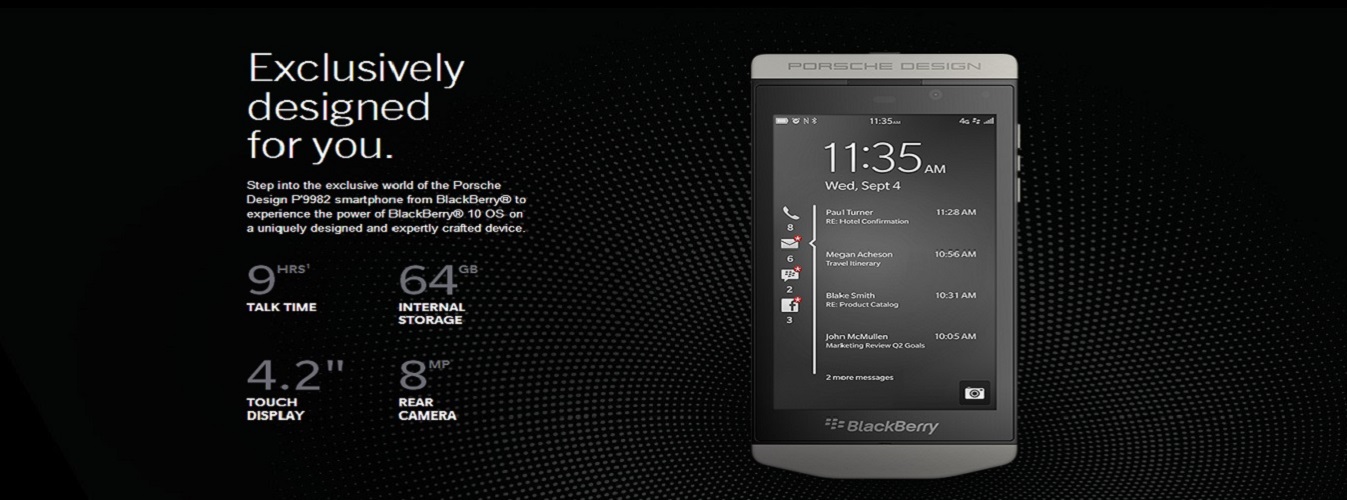 Exclusively
designed
for you.
Step into the exclusive world of the Porsche
Design P'9982 smartphone from BlackBerry® to
experience the power of BlackBerry® 10 OS on
a uniquely designed and expertly crafted device.
9 HRS¹
TALK TIME
64 GB
INTERNAL
STORAGE
4.2"
TOUCH
DISPLAY
8 MP
REAR
CAMERA
PORSCHE DESIGN
11:35 AM 4G
11:35 AM
Wed, Sept 4
8
6
2
3
Paul Turner 11:28 AM
RE: Hotel Confirmation
Megan Acheson 10:56 AM
Travel Itinerary
Blake Smith 10:31 AM
RE: Product Catalog
John McMullen 10:05 AM
Marketing Review Q2 Goals
2 more messages
BlackBerry